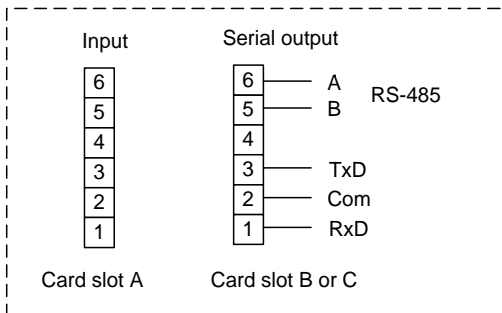 Input Serial output
6 6 A
5 5 B RS-485
4 4
3 3 TxD
2 2 Com
1 1 RxD
Card slot A Card slot B or C